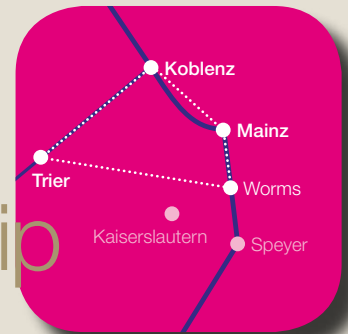 Koblenz
Mainz
Trier
Worms
ip
Kaiserslautern
Speyer